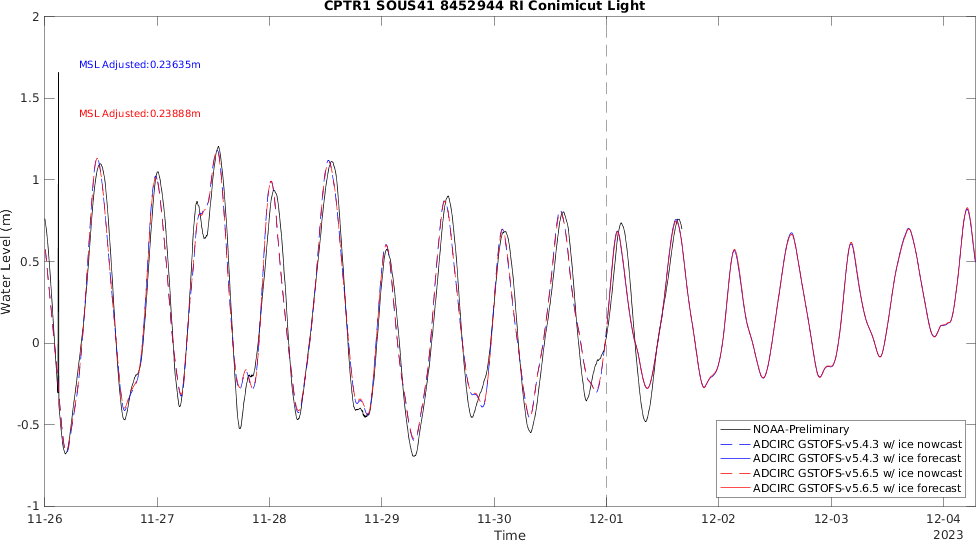 CPTR1 SOUS41 8452944 RI Conimicut Light
2
1.5
1
0.5
0
-0.5
-1
Water Level (m)
MSL Adjusted:0.23635m
MSL Adjusted:0.23888m
NOAA-Preliminary
ADCIRC GSTOFS-v5.4.3 w/ ice nowcast
ADCIRC GSTOFS-v5.4.3 w/ ice forecast
ADCIRC GSTOFS-v5.6.5 w/ ice nowcast
ADCIRC GSTOFS-v5.6.5 w/ ice forecast
11-26 11-27 11-28 11-29 11-30 12-01 12-02 12-03 12-04
Time
2023